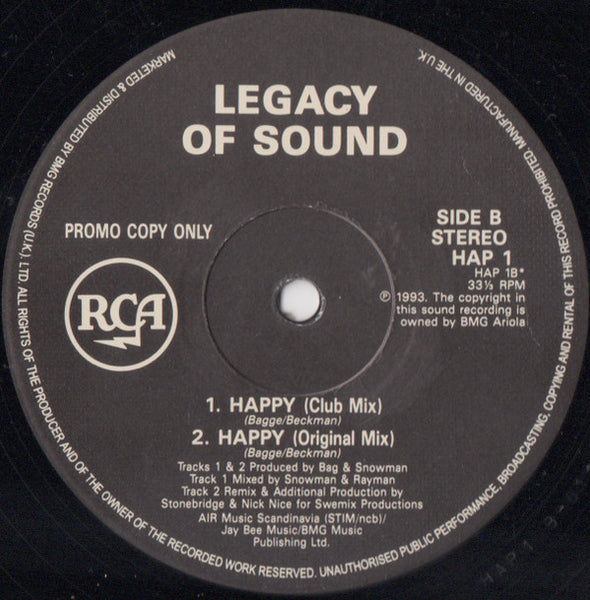 LEGACY
OF SOUND
PROMO COPY ONLY
SIDE B
STEREO
HAP 1
HAP 1B*
33⅓ RPM
RCA
℗ 1993. The copyright in
this sound recording is
owned by BMG Ariola
1. HAPPY (Club Mix)
(Bagge/Beckman)
2. HAPPY (Original Mix)
(Bagge/Beckman)
Tracks 1 & 2 Produced by Bag & Snowman
Track 1 Mixed by Snowman & Rayman
Track 2 Remix & Additional Production by
Stonebridge & Nick Nice for Swemix Productions
AIR Music Scandinavia (STIM/ncb)/
Jay Bee Music/BMG Music
Publishing Ltd.
MARKETED & DISTRIBUTED BY BMG RECORDS (U.K.), LTD. ALL RIGHTS OF THE PRODUCER AND OF THE OWNER OF THE RECORDED WORK RESERVED. UNAUTHORISED PUBLIC PERFORMANCE, BROADCASTING, COPYING AND RENTAL OF THIS RECORD PROHIBITED. MANUFACTURED IN THE U.K.